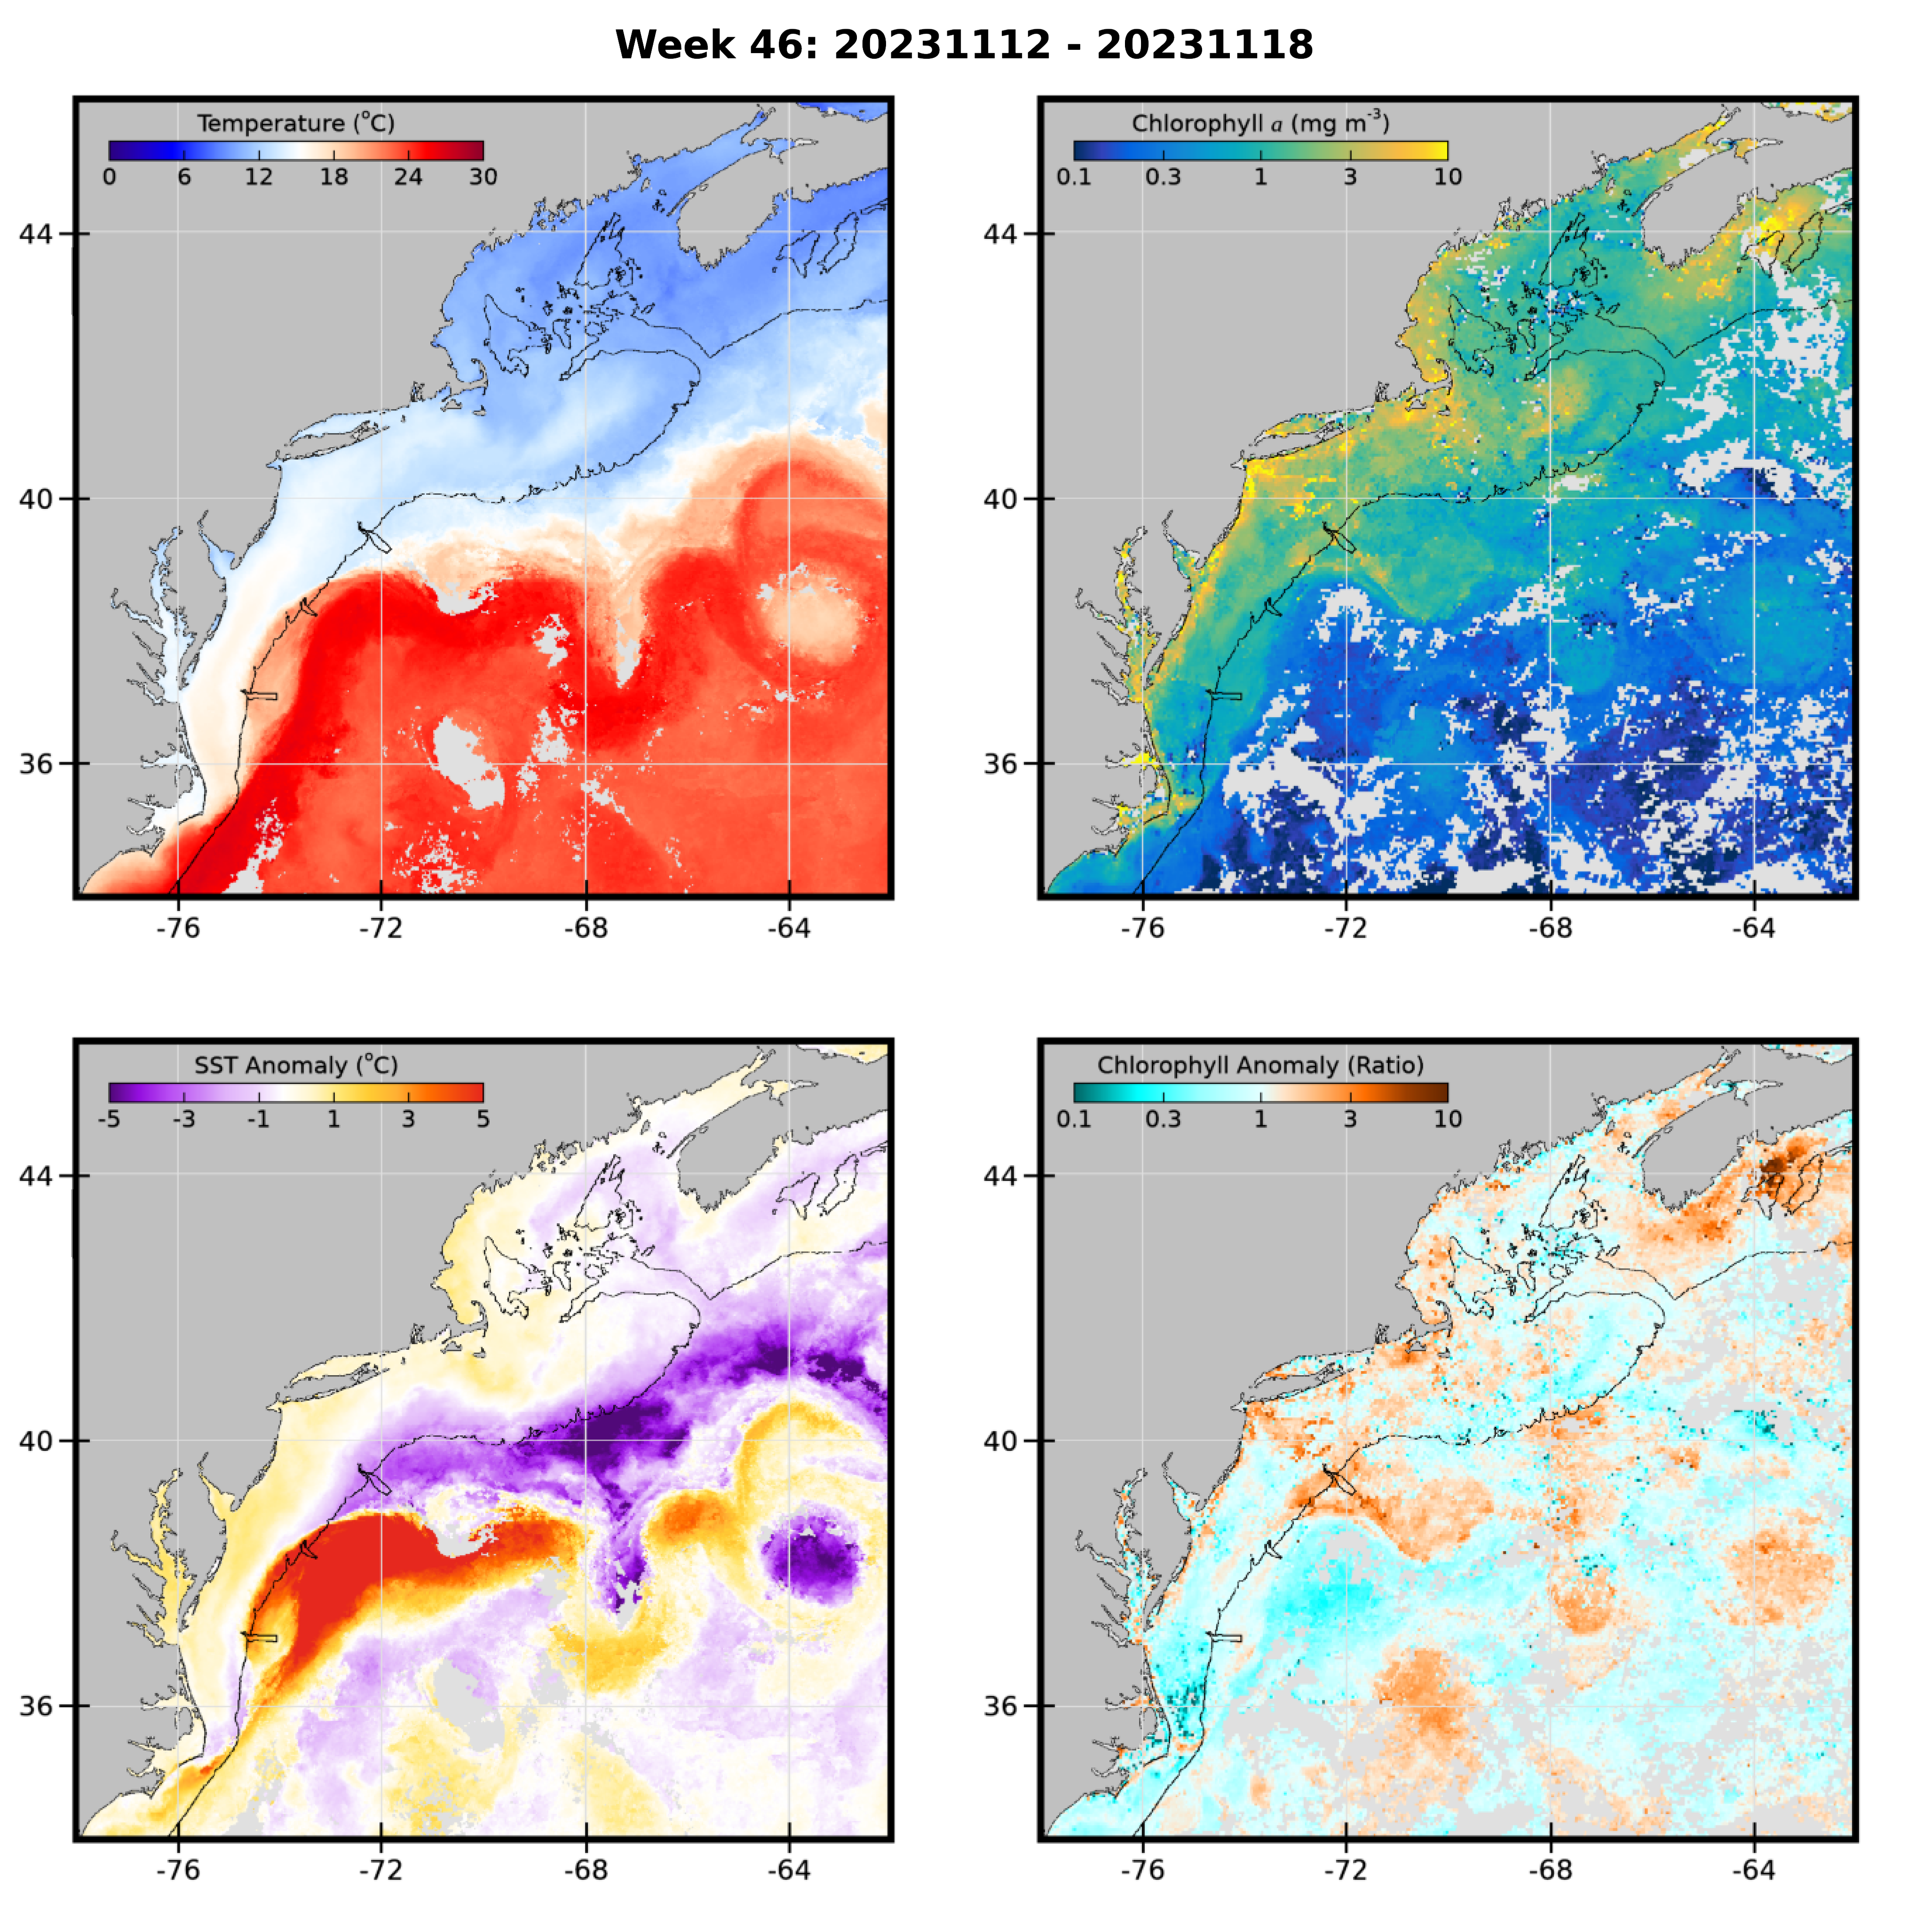 Week 46: 20231112 - 20231118
Temperature (°C)
0 6 12 18 24 30
44
40
36
-76 -72 -68 -64
Chlorophyll a (mg m⁻³)
0.1 0.3 1 3 10
44
40
36
-76 -72 -68 -64
SST Anomaly (°C)
-5 -3 -1 1 3 5
44
40
36
-76 -72 -68 -64
Chlorophyll Anomaly (Ratio)
0.1 0.3 1 3 10
44
40
36
-76 -72 -68 -64